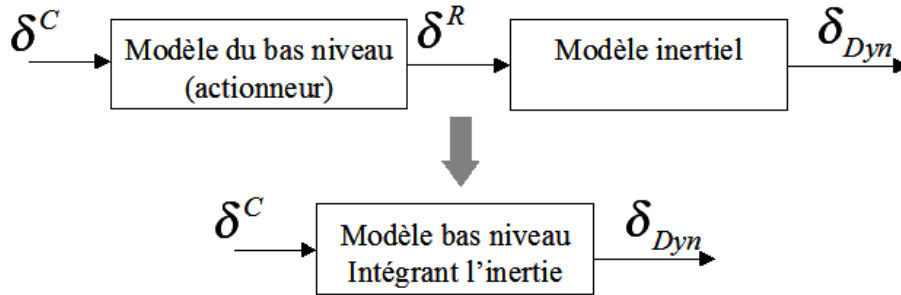 δ^C
Modèle du bas niveau
(actionneur)
δ^R
Modèle inertiel
δ_Dyn
δ^C
Modèle bas niveau
Intégrant l’inertie
δ_Dyn